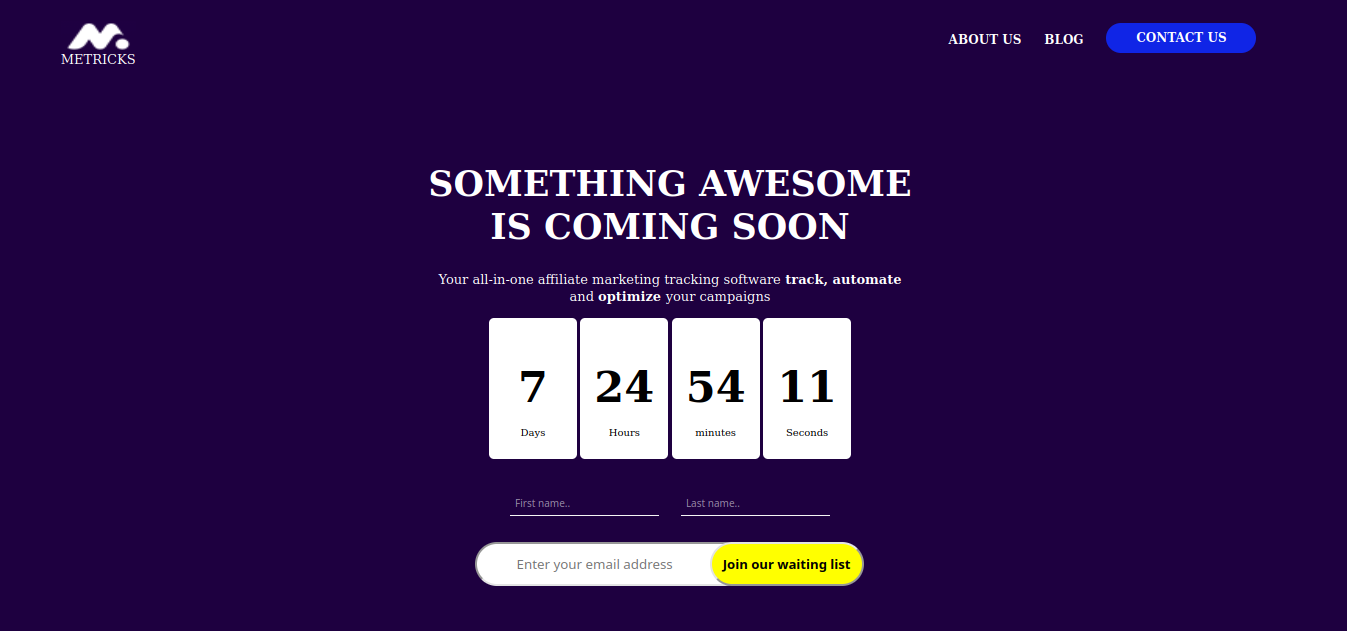 METRICKS
ABOUT US
BLOG
CONTACT US
SOMETHING AWESOME
IS COMING SOON
Your all-in-one affiliate marketing tracking software track, automate
and optimize your campaigns
7
24
54
11
Days
Hours
minutes
Seconds
First name..
Last name..
Enter your email address
Join our waiting list